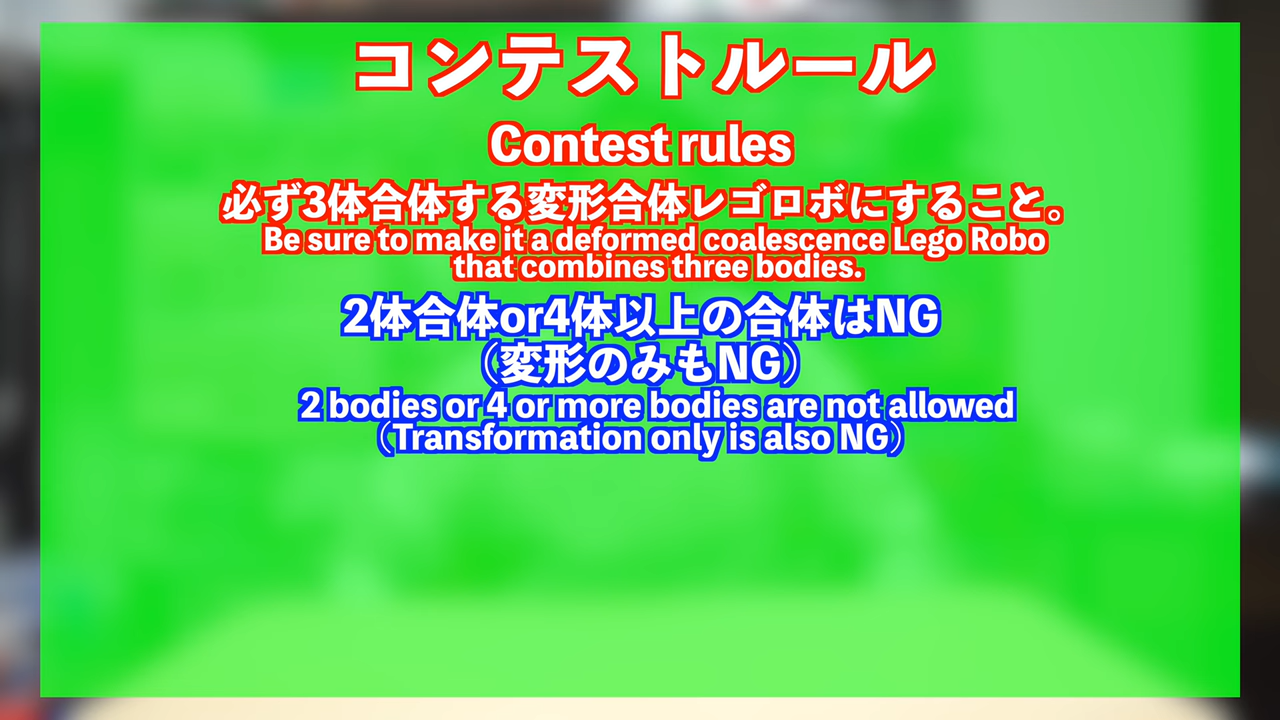 コンテストルール
Contest rules
必ず3体合体する変形合体レゴロボにすること。
Be sure to make it a deformed coalescence Lego Robo
that combines three bodies.
2体合体or4体以上の合体はNG
（変形のみもNG）
2 bodies or 4 or more bodies are not allowed
（Transformation only is also NG）